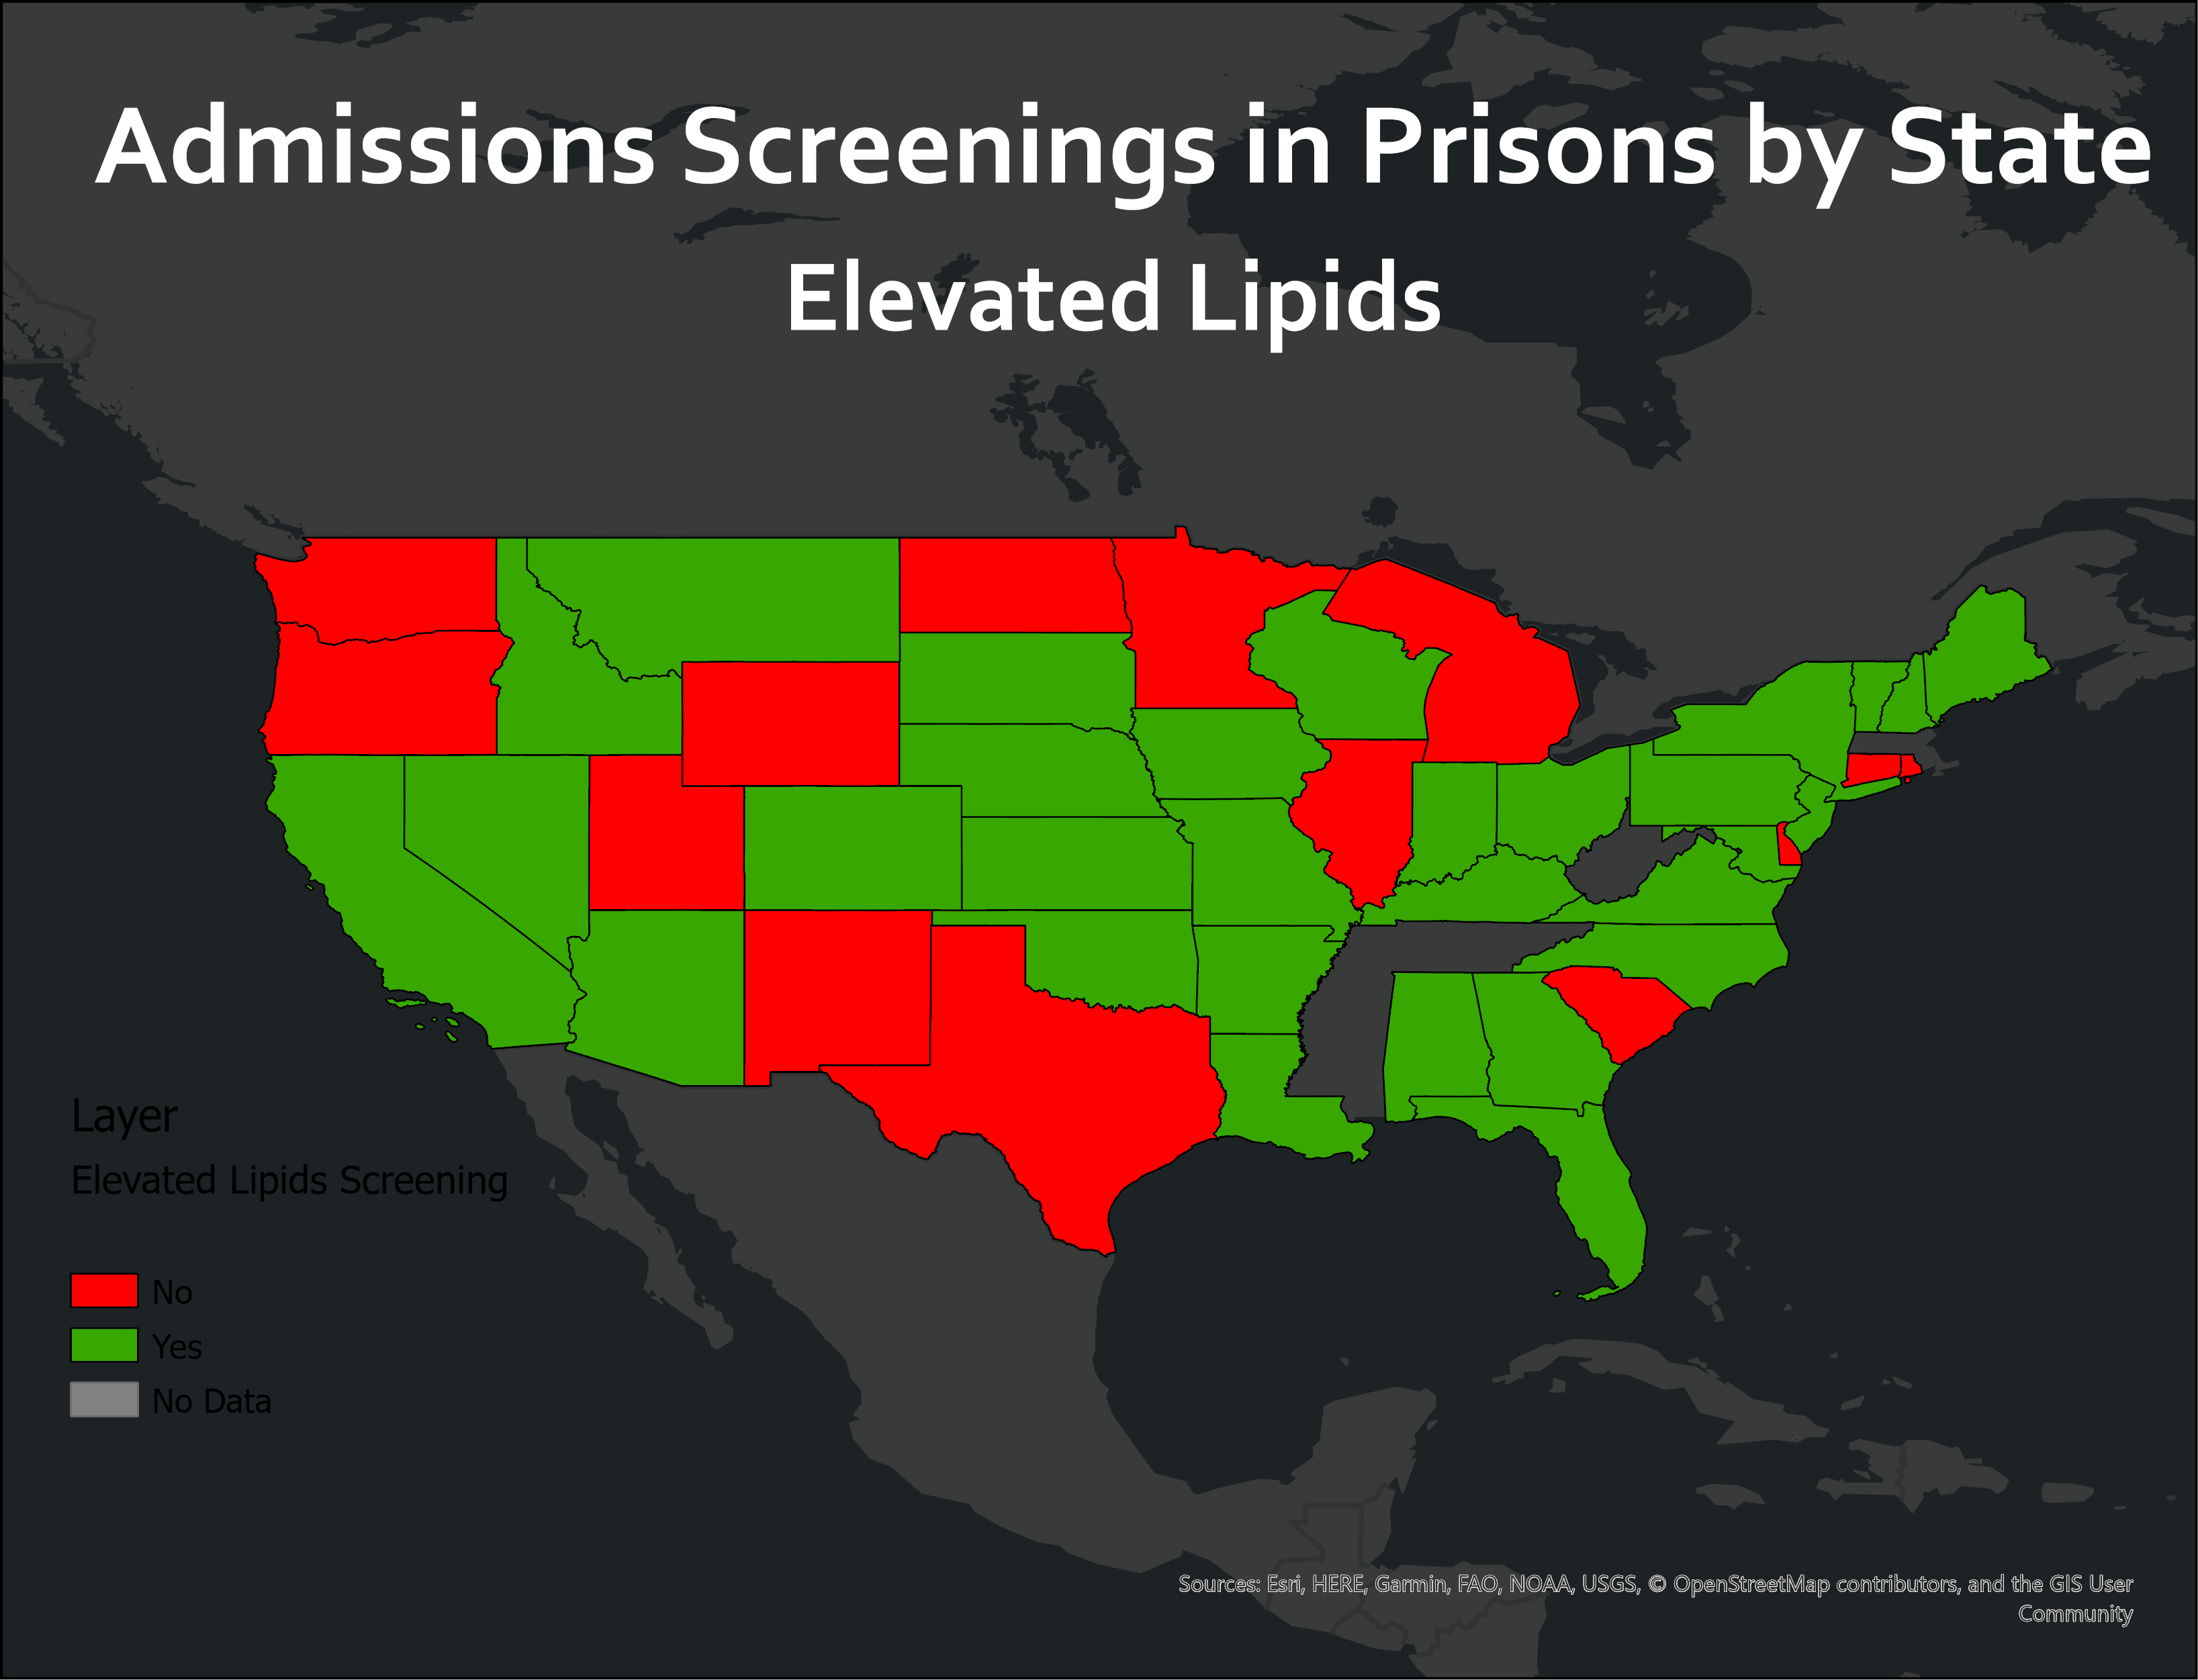 Admissions Screenings in Prisons by State
Elevated Lipids
Layer
Elevated Lipids Screening
No
Yes
No Data
Sources: Esri, HERE, Garmin, FAO, NOAA, USGS, © OpenStreetMap contributors, and the GIS User
Community